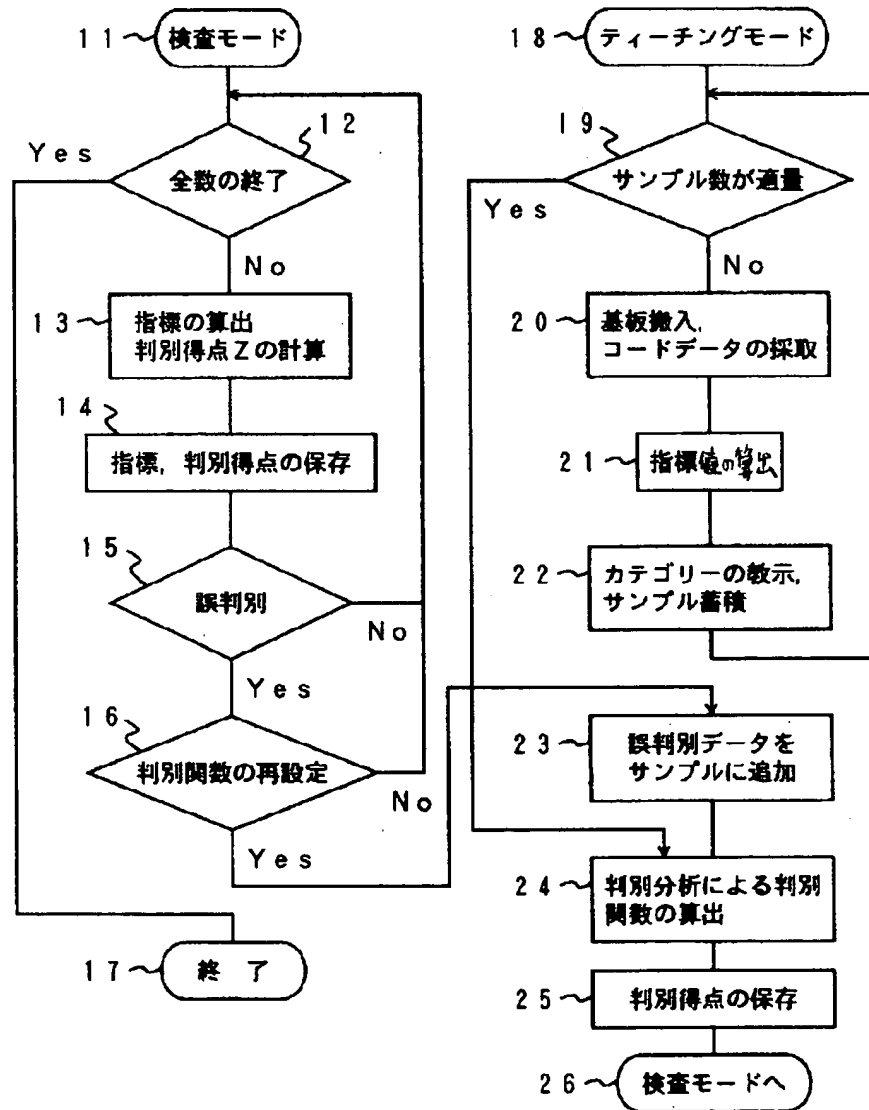 11
検査モード
12
Yes
全数の終了
No
13
指標の算出
判別得点Zの計算
14
指標，判別得点の保存
15
誤判別
No
Yes
16
判別関数の再設定
No
Yes
17
終 了
18
ティーチングモード
19
サンプル数が適量
Yes
No
20
基板搬入，
コードデータの採取
21
指標値の算出
22
カテゴリーの教示，
サンプル蓄積
23
誤判別データを
サンプルに追加
24
判別分析による判別
関数の算出
25
判別得点の保存
26
検査モードへ